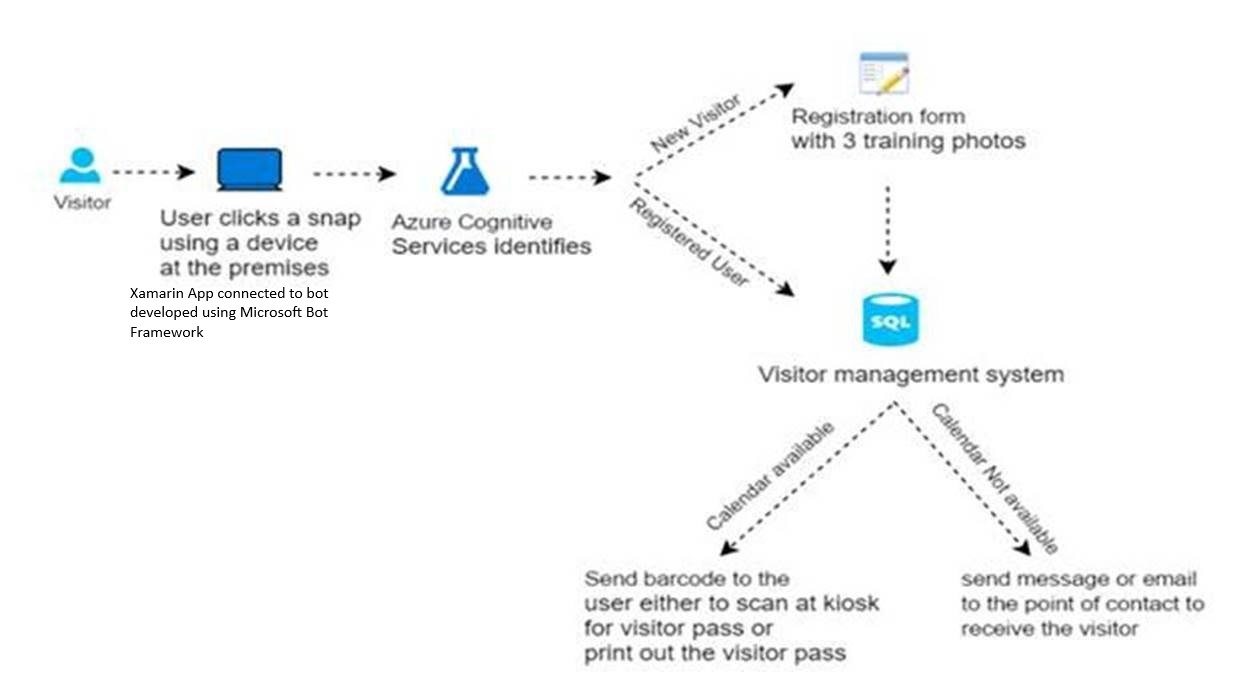 Visitor
User clicks a snap
using a device
at the premises
Xamarin App connected to bot
developed using Microsoft Bot
Framework
Azure Cognitive
Services identifies
New Visitor
Registered User
Registration form
with 3 training photos
SQL
Visitor management system
Calendar available
Calendar Not available
Send barcode to the
user either to scan at kiosk
for visitor pass or
print out the visitor pass
send message or email
to the point of contact to
receive the visitor